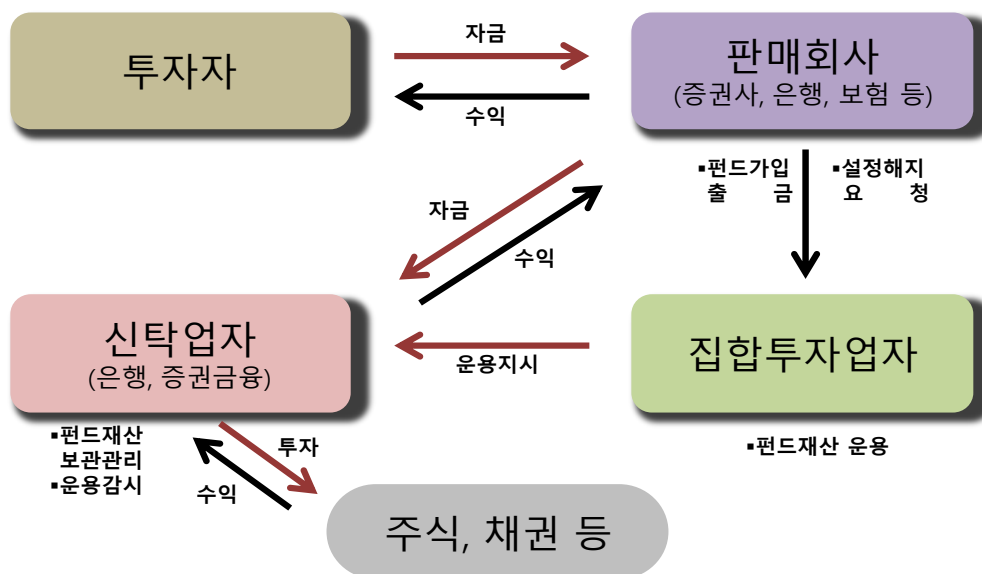 투자자
자금
수익
판매회사
(증권사, 은행, 보험 등)
▪펀드가입
출 금
▪설정해지
요 청
자금
수익
신탁업자
(은행, 증권금융)
운용지시
집합투자업자
▪펀드재산
보관관리
▪운용감시
투자
수익
▪펀드재산 운용
주식, 채권 등